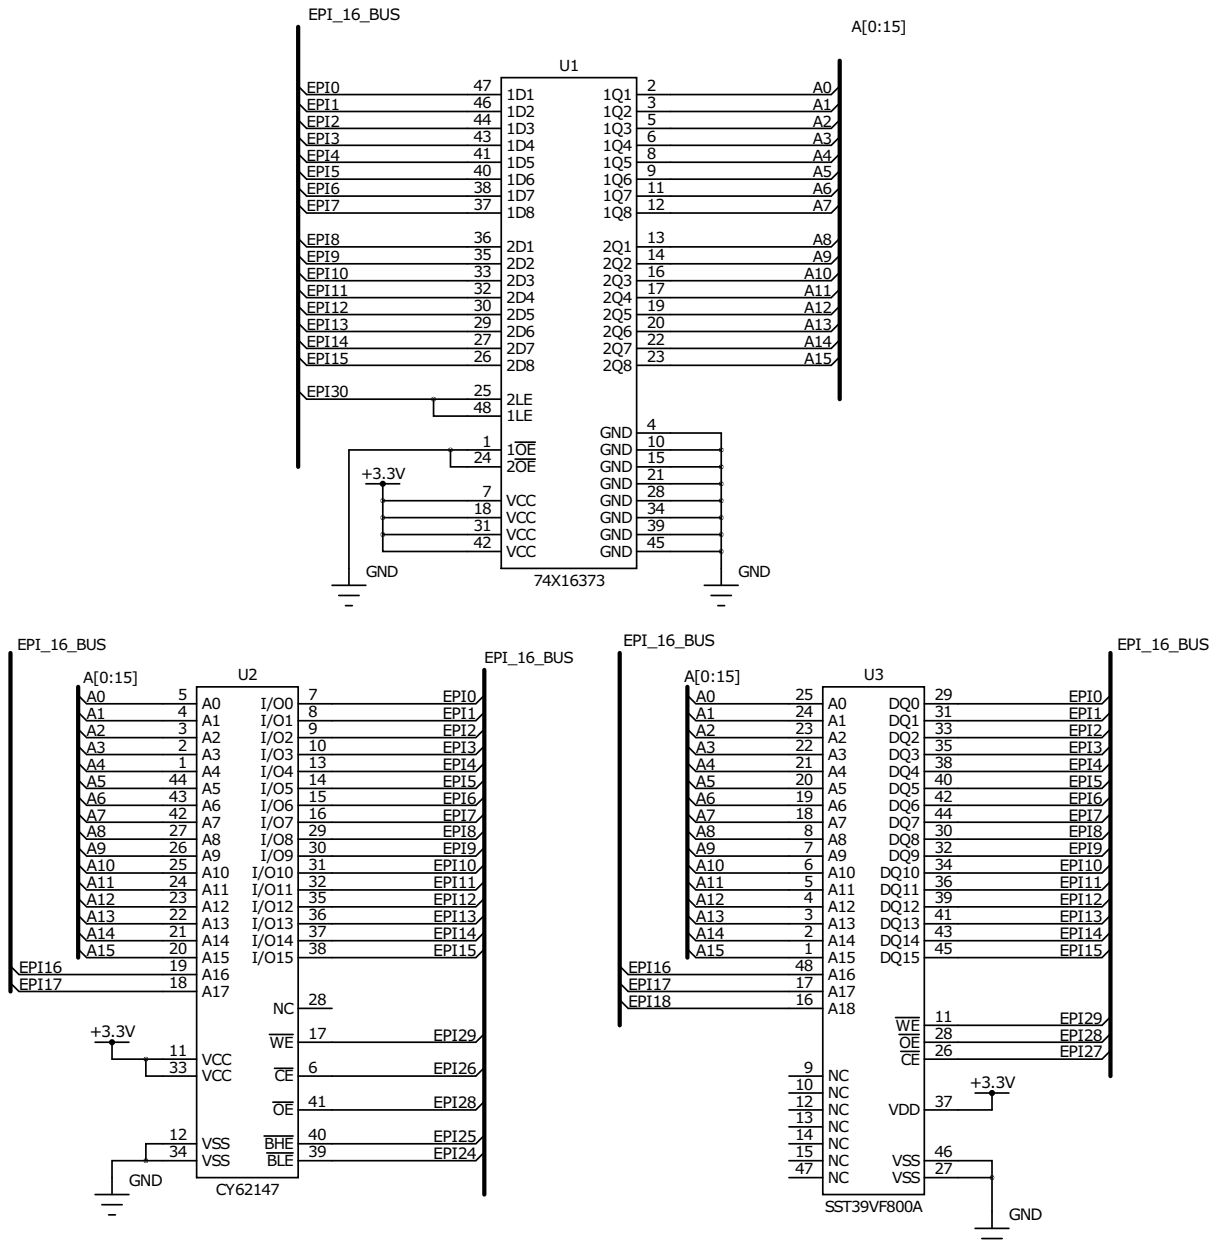 EPI_16_BUS
A[0:15]
U1
EPI0 47 1D1 1Q1 2 A0
EPI1 46 1D2 1Q2 3 A1
EPI2 44 1D3 1Q3 5 A2
EPI3 43 1D4 1Q4 6 A3
EPI4 41 1D5 1Q5 8 A4
EPI5 40 1D6 1Q6 9 A5
EPI6 38 1D7 1Q7 11 A6
EPI7 37 1D8 1Q8 12 A7
EPI8 36 2D1 2Q1 13 A8
EPI9 35 2D2 2Q2 14 A9
EPI10 33 2D3 2Q3 16 A10
EPI11 32 2D4 2Q4 17 A11
EPI12 30 2D5 2Q5 19 A12
EPI13 29 2D6 2Q6 20 A13
EPI14 27 2D7 2Q7 22 A14
EPI15 26 2D8 2Q8 23 A15
EPI30 25 2LE
48 1LE
GND 4
1 1OE GND 10
24 2OE GND 15
+3.3V GND 21
7 VCC GND 28
18 VCC GND 34
31 VCC GND 39
42 VCC GND 45
GND GND
74X16373
EPI_16_BUS
EPI_16_BUS
A[0:15]
U2
A0 5 A0 I/O0 7 EPI0
A1 4 A1 I/O1 8 EPI1
A2 3 A2 I/O2 9 EPI2
A3 2 A3 I/O3 10 EPI3
A4 1 A4 I/O4 13 EPI4
A5 44 A5 I/O5 14 EPI5
A6 43 A6 I/O6 15 EPI6
A7 42 A7 I/O7 16 EPI7
A8 27 A8 I/O8 29 EPI8
A9 26 A9 I/O9 30 EPI9
A10 25 A10 I/O10 31 EPI10
A11 24 A11 I/O11 32 EPI11
A12 23 A12 I/O12 35 EPI12
A13 22 A13 I/O13 36 EPI13
A14 21 A14 I/O14 37 EPI14
A15 20 A15 I/O15 38 EPI15
EPI16 19 A16
EPI17 18 A17
NC 28
+3.3V WE 17 EPI29
11 VCC
33 VCC CE 6 EPI26
OE 41 EPI28
12 VSS BHE 40 EPI25
34 VSS BLE 39 EPI24
GND
CY62147
EPI_16_BUS
EPI_16_BUS
A[0:15]
U3
A0 25 A0 DQ0 29 EPI0
A1 24 A1 DQ1 31 EPI1
A2 23 A2 DQ2 33 EPI2
A3 22 A3 DQ3 35 EPI3
A4 21 A4 DQ4 38 EPI4
A5 20 A5 DQ5 40 EPI5
A6 19 A6 DQ6 42 EPI6
A7 18 A7 DQ7 44 EPI7
A8 8 A8 DQ8 30 EPI8
A9 7 A9 DQ9 32 EPI9
A10 6 A10 DQ10 34 EPI10
A11 5 A11 DQ11 36 EPI11
A12 4 A12 DQ12 39 EPI12
A13 3 A13 DQ13 41 EPI13
A14 2 A14 DQ14 43 EPI14
A15 1 A15 DQ15 45 EPI15
EPI16 48 A16
EPI17 17 A17
EPI18 16 A18
WE 11 EPI29
OE 28 EPI28
CE 26 EPI27
9 NC
10 NC +3.3V
12 NC VDD 37
13 NC
14 NC
15 NC VSS 46
47 NC VSS 27
SST39VF800A
GND